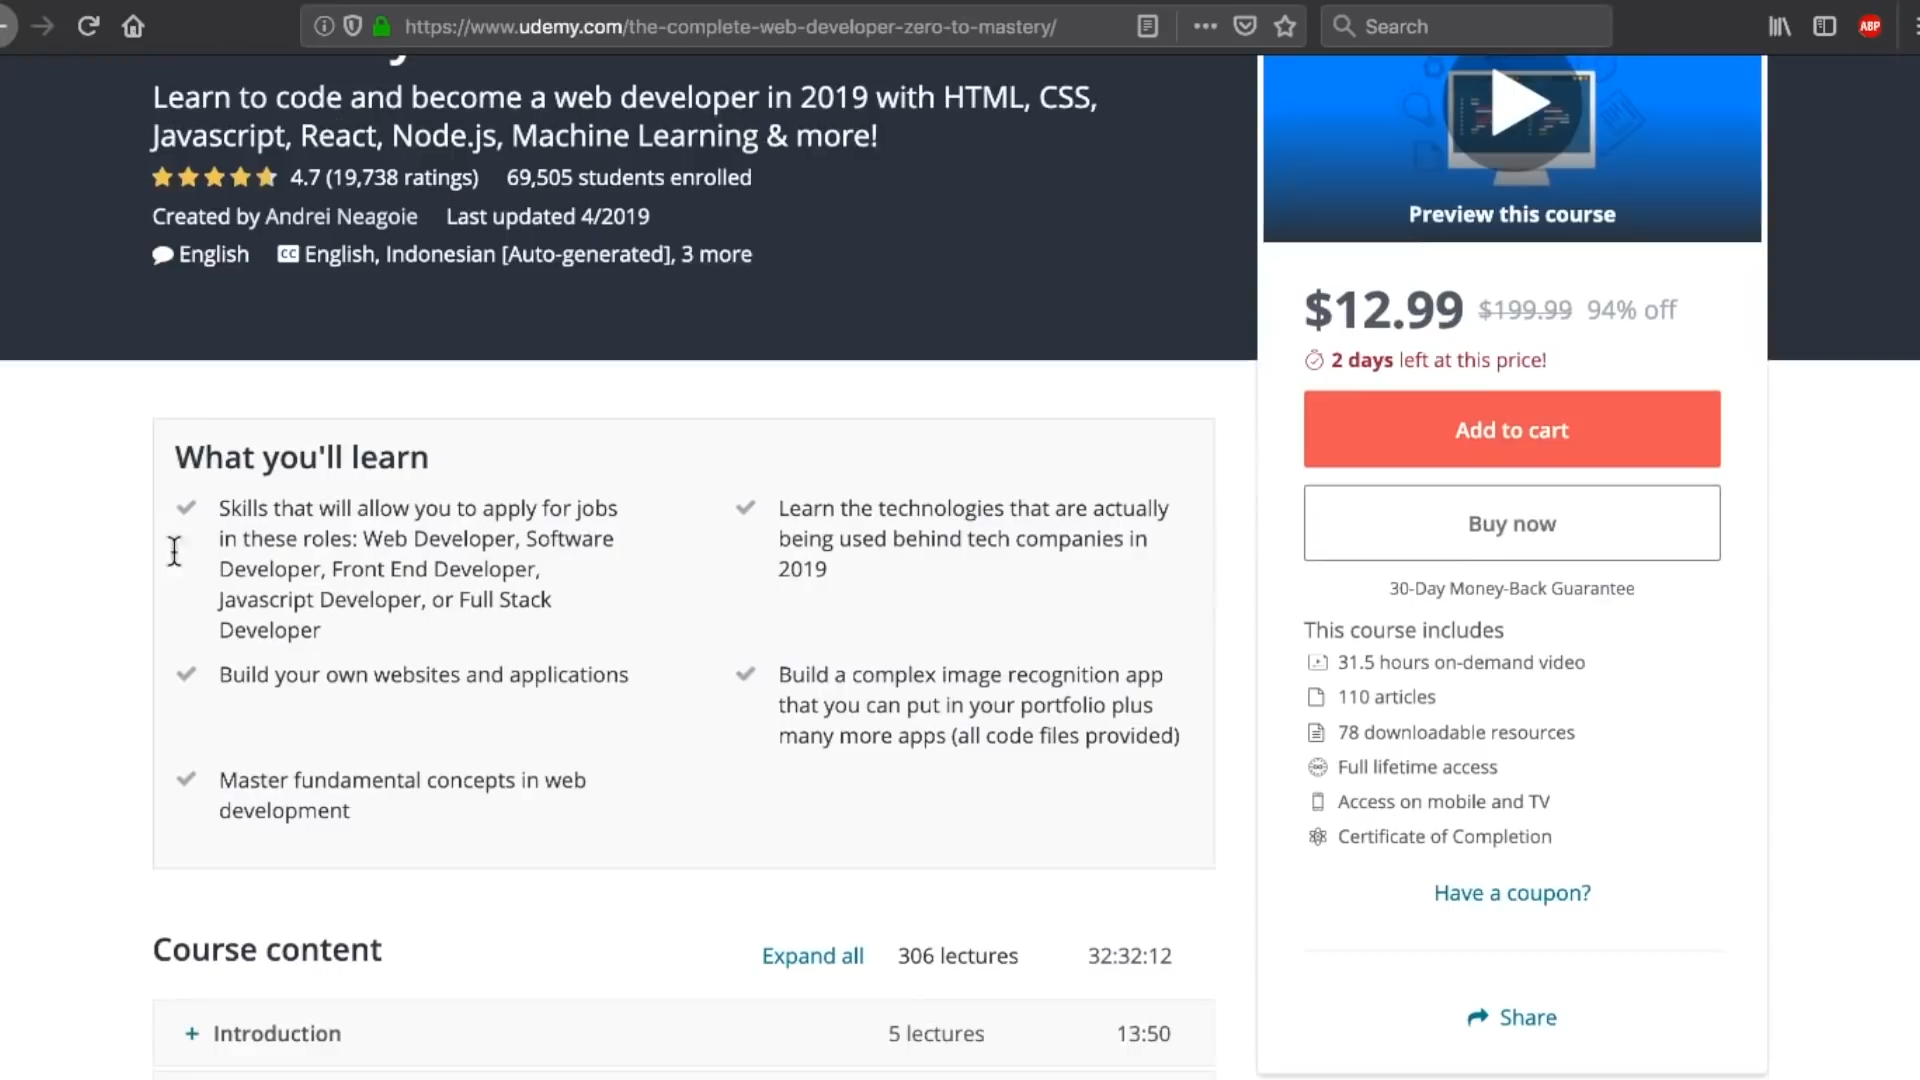 https://www.udemy.com/the-complete-web-developer-zero-to-mastery/
Search
ABP
Learn to code and become a web developer in 2019 with HTML, CSS,
Javascript, React, Node.js, Machine Learning & more!
4.7 (19,738 ratings) 69,505 students enrolled
Created by Andrei Neagoie Last updated 4/2019
English CC English, Indonesian [Auto-generated], 3 more
Preview this course
$12.99 $199.99 94% off
2 days left at this price!
Add to cart
Buy now
30-Day Money-Back Guarantee
This course includes
31.5 hours on-demand video
110 articles
78 downloadable resources
Full lifetime access
Access on mobile and TV
Certificate of Completion
Have a coupon?
Share
What you'll learn
Skills that will allow you to apply for jobs
in these roles: Web Developer, Software
Developer, Front End Developer,
Javascript Developer, or Full Stack
Developer
Learn the technologies that are actually
being used behind tech companies in
2019
Build your own websites and applications
Build a complex image recognition app
that you can put in your portfolio plus
many more apps (all code files provided)
Master fundamental concepts in web
development
Course content Expand all 306 lectures 32:32:12
+ Introduction 5 lectures 13:50